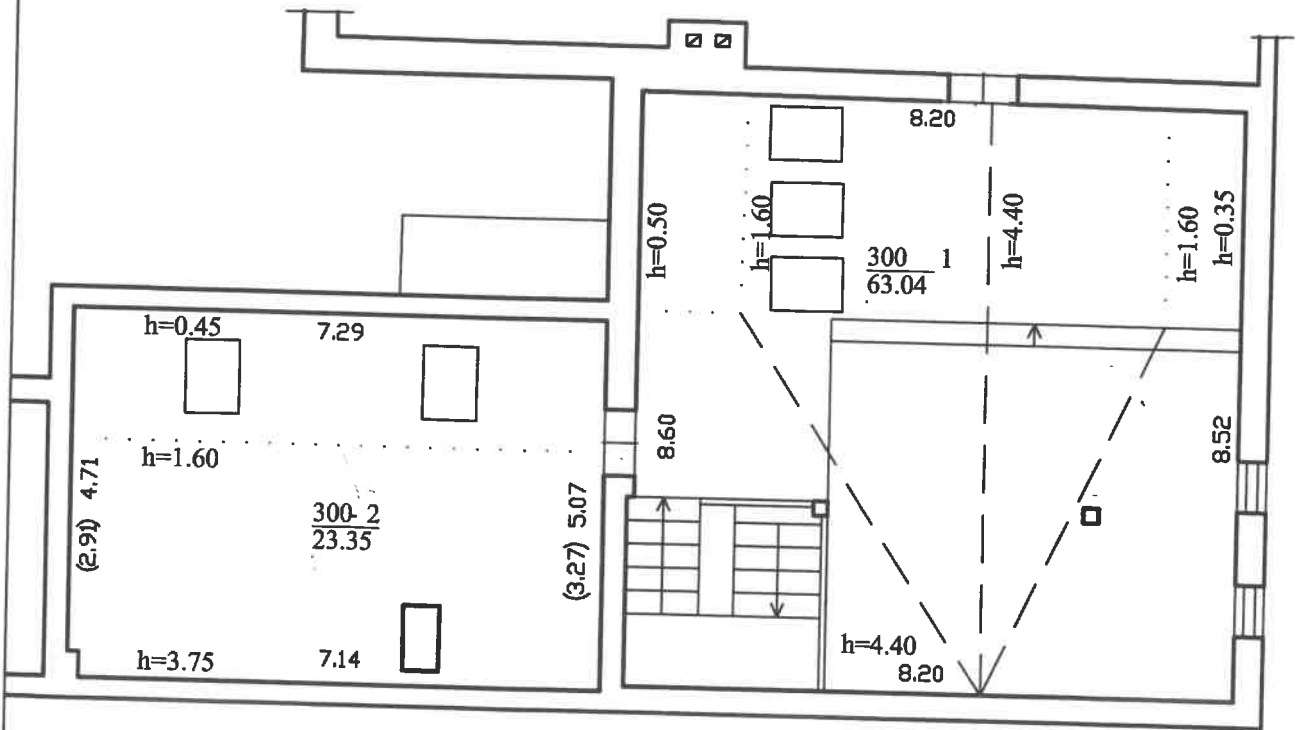 8.20
h=0.50
h=1.60
h=4.40
h=1.60
h=0.35
300 1
63.04
h=0.45
7.29
8.60
8.52
h=1.60
(2.91) 4.71
300-2
23.35
(3.27) 5.07
h=3.75
7.14
h=4.40
8.20